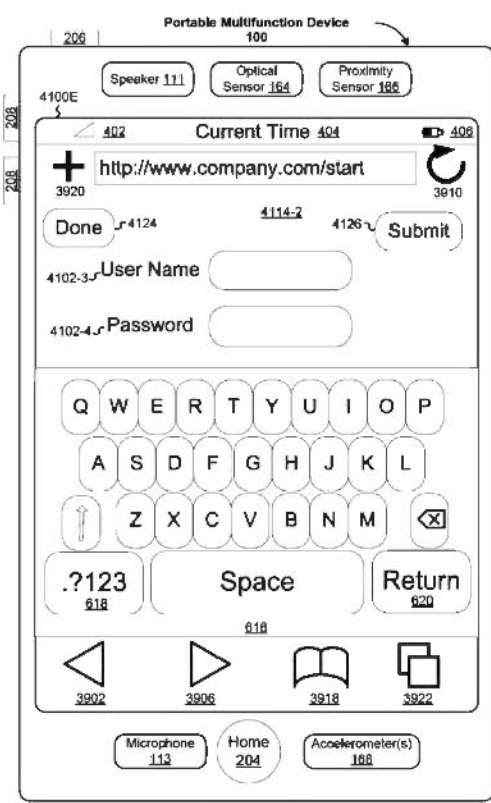 Portable Multifunction Device
100
206
Speaker 111
Optical
Sensor 164
Proximity
Sensor 166
208
4100E
402
Current Time 404
406
208
http://www.company.com/start
3920
3910
4114-2
Done
4124
4126
Submit
4102-3
User Name
4102-4
Password
Q W E R T Y U I O P
A S D F G H J K L
Z X C V B N M
.?123
618
Space
Return
620
616
3902
3906
3918
3922
Microphone
113
Home
204
Accelerometer(s)
168